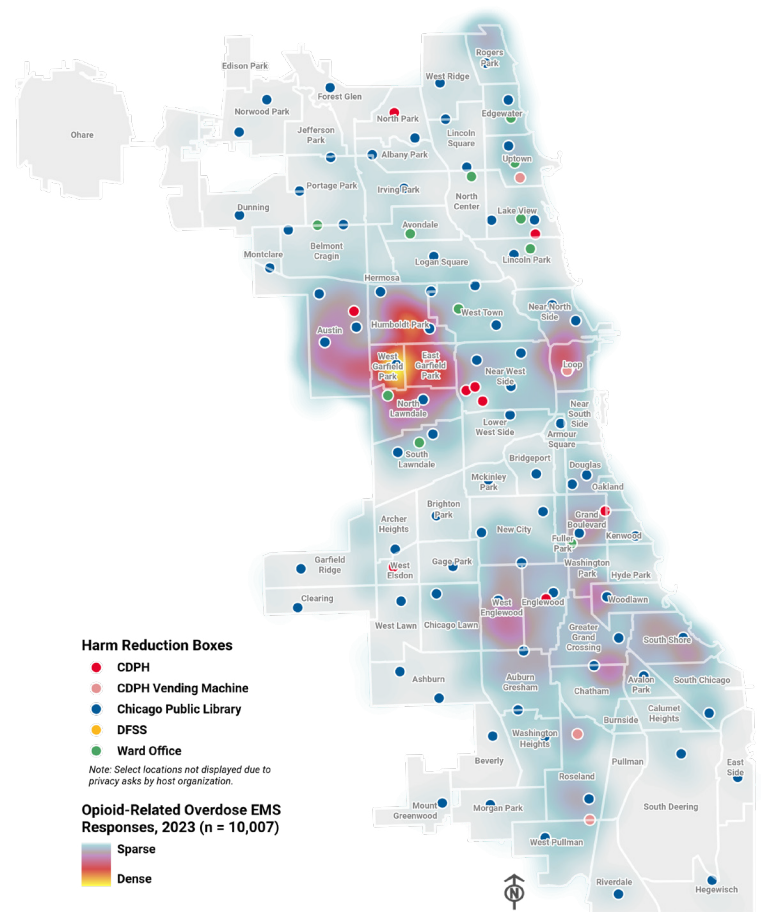 Rogers
Park
Edison Park
West Ridge
Forest Glen
Norwood Park
North Park
Edgewater
Ohare
Jefferson
Park
Lincoln
Square
Albany Park
Uptown
Portage Park
Irving Park
North
Center
Dunning
Lake View
Avondale
Belmont
Cragin
Montclare
Logan Square
Lincoln Park
Hermosa
West Town
Near North
Side
Austin
Humboldt Park
West
Garfield
Park
East
Garfield
Park
Loop
Near West
Side
North
Lawndale
Near
South
Side
Lower
West Side
Armour
Square
South
Lawndale
Bridgeport
Douglas
Mckinley
Park
Oakland
Brighton
Park
Archer
Heights
Grand
Boulevard
New City
Fuller
Park
Kenwood
Garfield
Ridge
West
Elsdon
Gage Park
Washington
Park
Hyde Park
Clearing
West
Englewood
Englewood
Woodlawn
West Lawn
Chicago Lawn
Greater
Grand
Crossing
South Shore
Harm Reduction Boxes
CDPH
CDPH Vending Machine
Chicago Public Library
DFSS
Ward Office
Note: Select locations not displayed due to
privacy asks by host organization.
Ashburn
Auburn
Gresham
Chatham
Avalon
Park
South Chicago
Calumet
Heights
Burnside
Washington
Heights
Beverly
Pullman
East
Side
Roseland
Mount
Greenwood
Morgan Park
South Deering
West Pullman
Riverdale
Hegewisch
Opioid-Related Overdose EMS
Responses, 2023 (n = 10,007)
Sparse
Dense
N